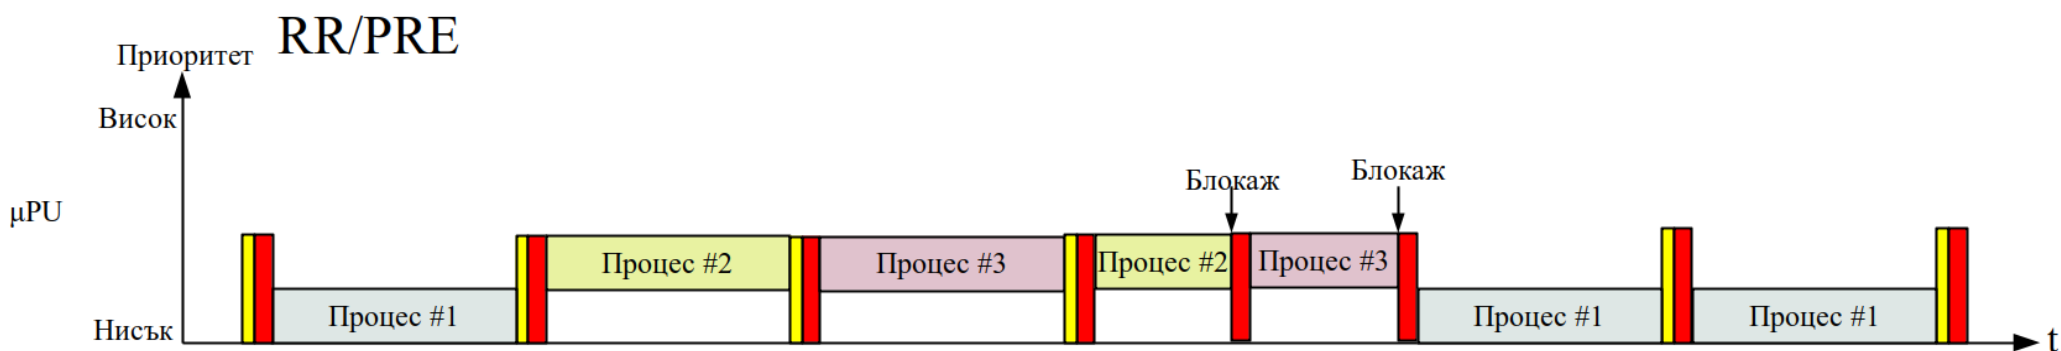 RR/PRE
Приоритет
Висок
Блокаж
Блокаж
μPU
Процес #2
Процес #3
Процес #2
Процес #3
Процес #1
Процес #1
Процес #1
Нисък
t